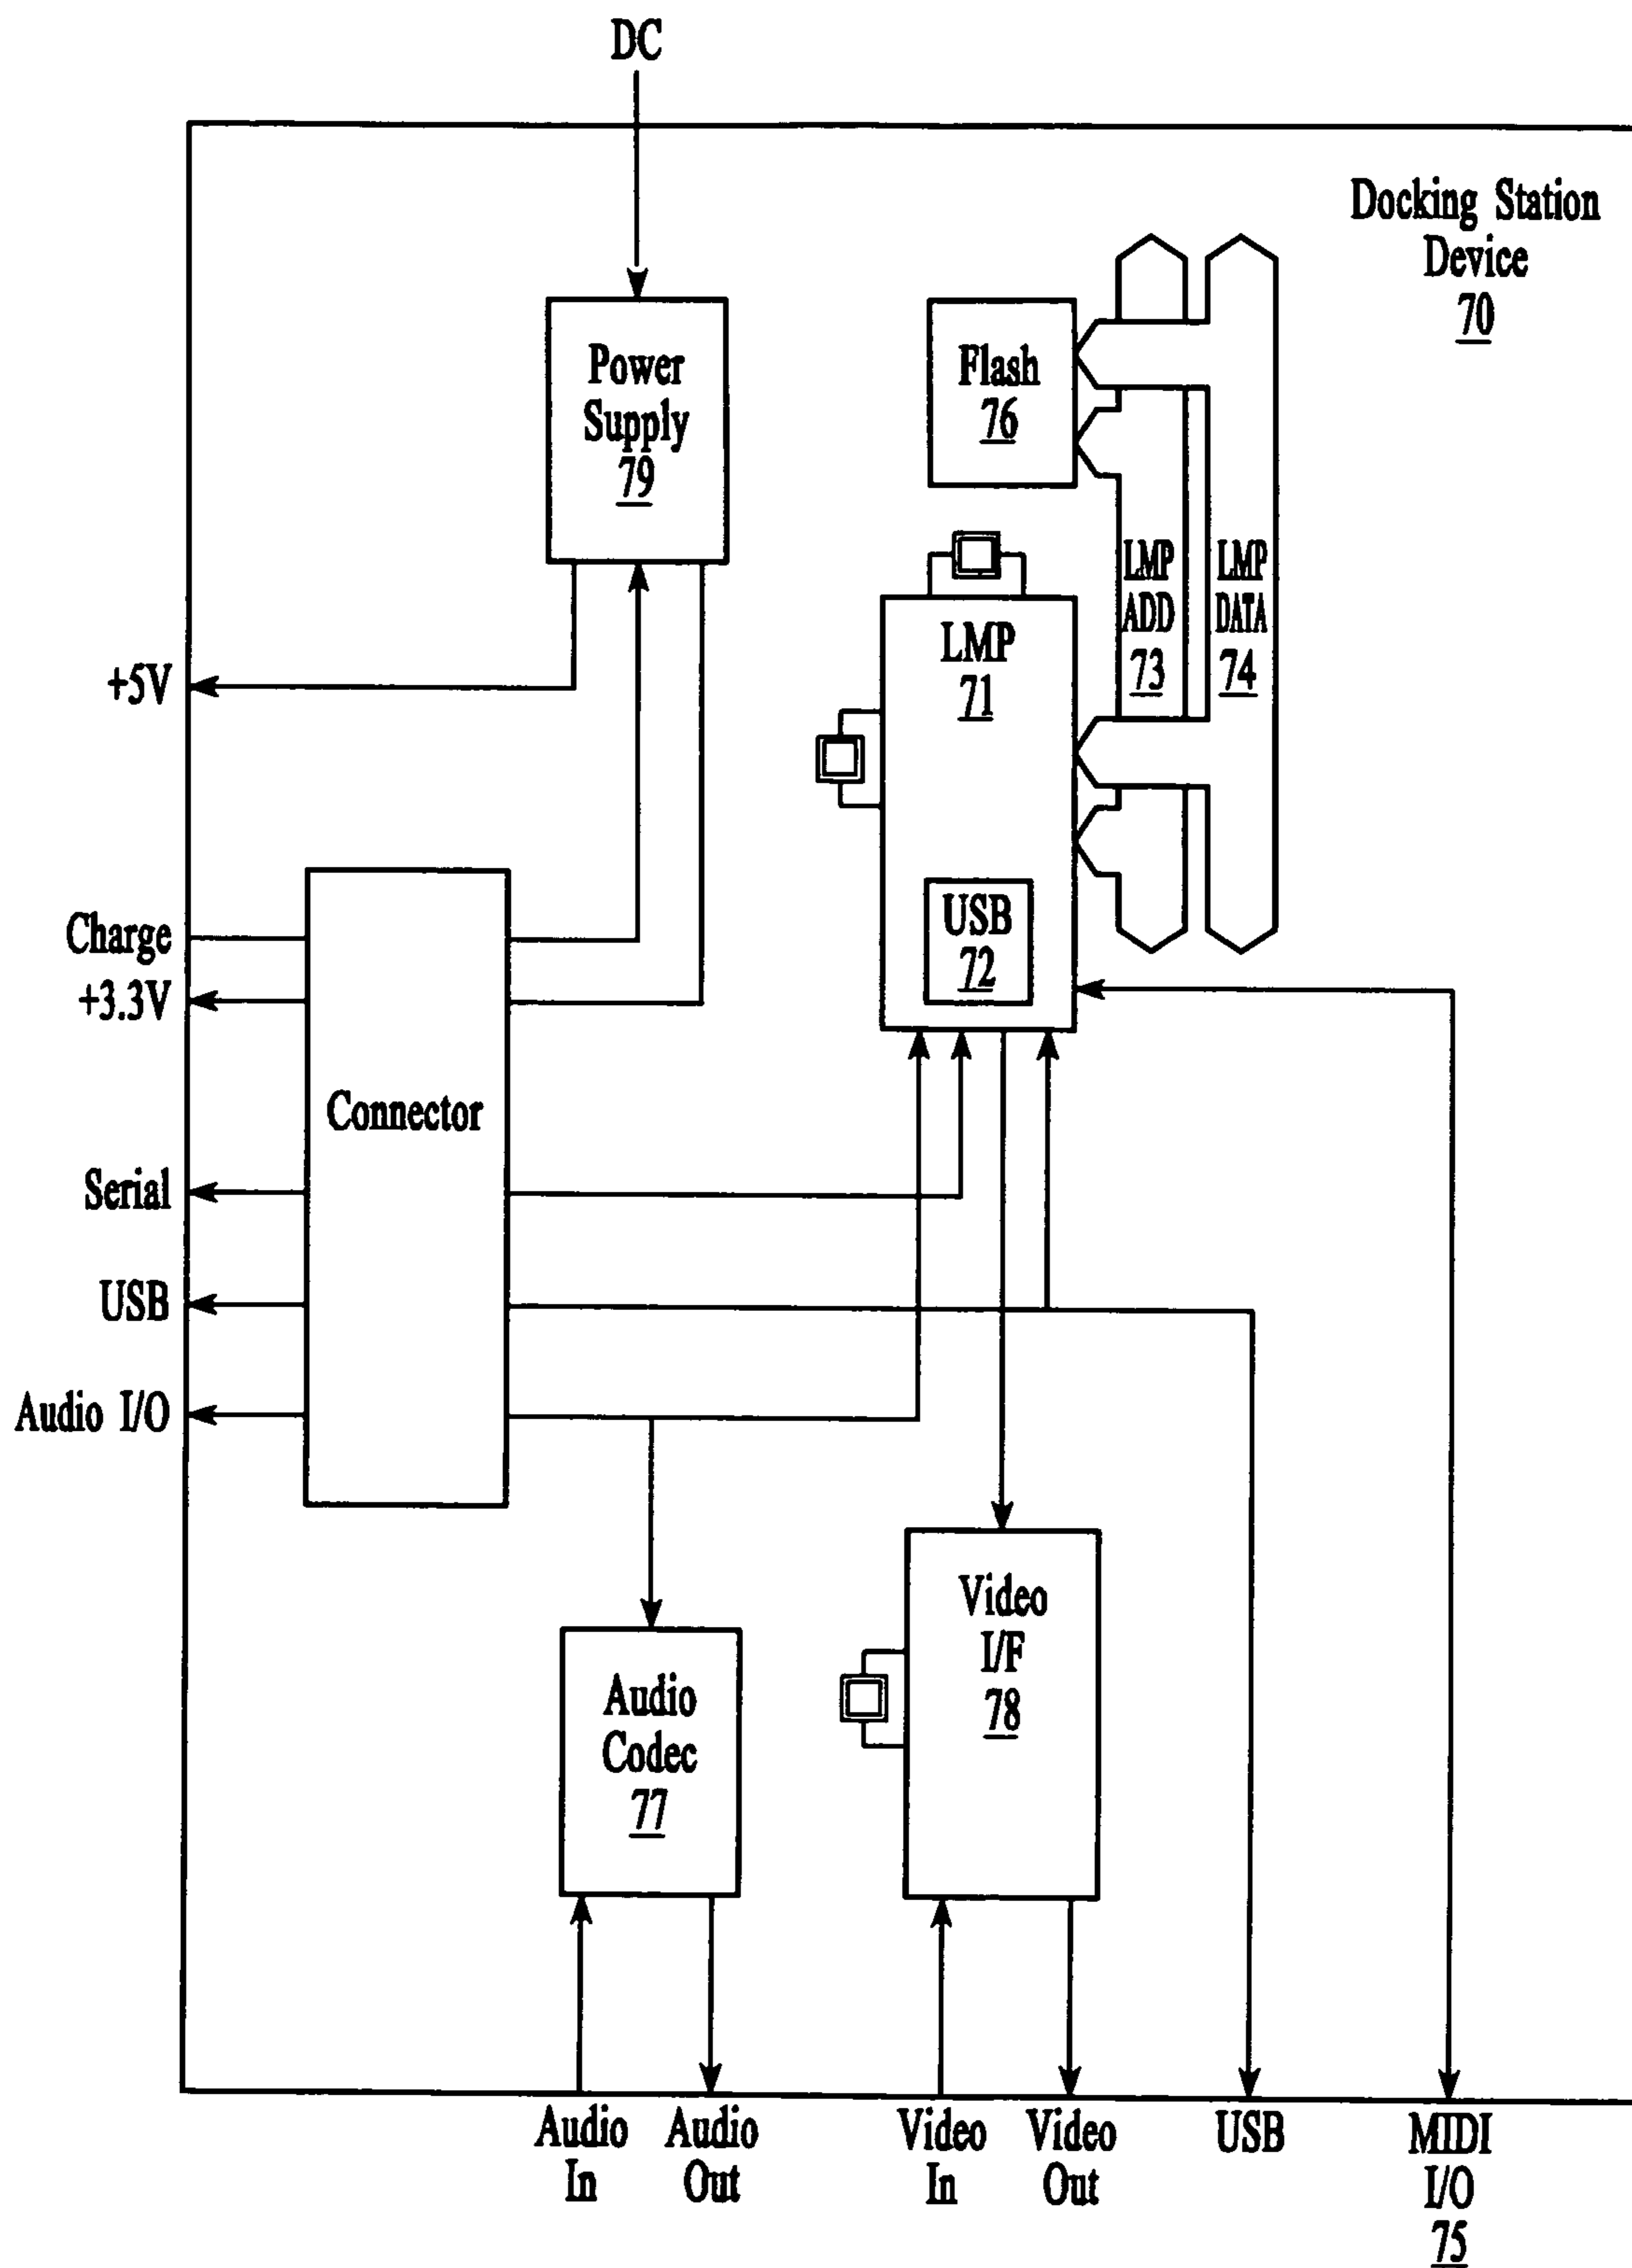 DC
Docking Station
Device
70
Power
Supply
79
Flash
76
LMP
ADD
73
LMP
DATA
74
LMP
71
USB
72
+5V
Charge
+3.3V
Serial
USB
Audio I/O
Connector
Video
I/F
78
Audio
Codec
77
Audio
In
Audio
Out
Video
In
Video
Out
USB
MIDI
I/O
75